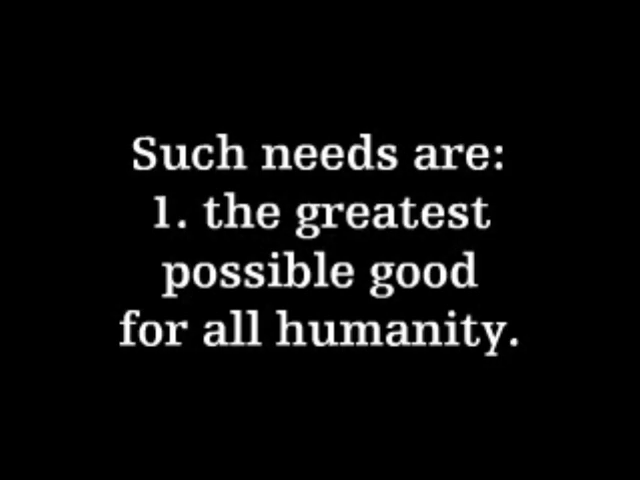 Such needs are:
1. the greatest
possible good
for all humanity.